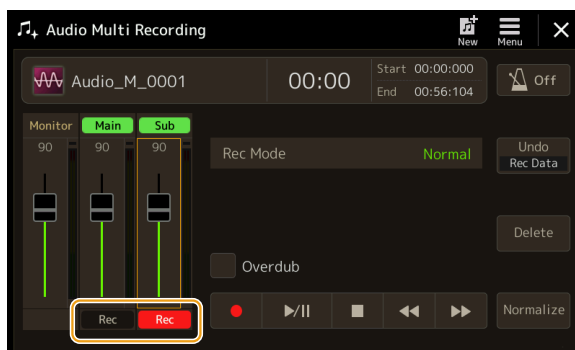 Audio Multi Recording
New
Menu
Audio_M_0001
00:00
Start 00:00:000
End 00:56:104
Off
Monitor Main Sub
90 90 90
Rec Mode Normal
Undo
Rec Data
Delete
Overdub
Rec Rec
Normalize